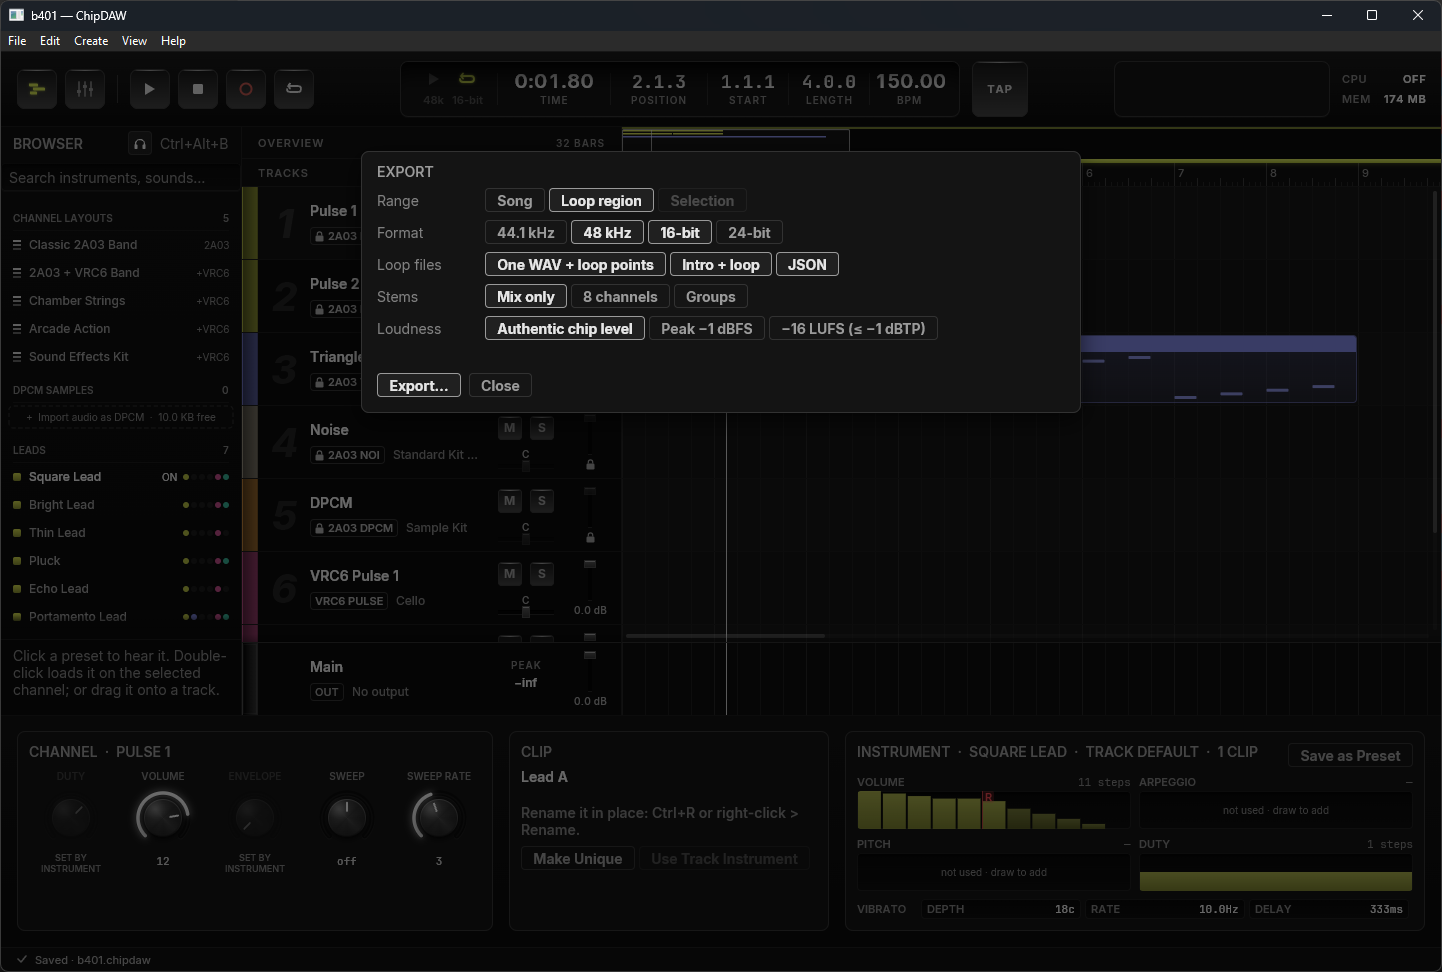 b401 — ChipDAW
File Edit Create View Help
48k 16-bit
0:01.80 TIME
2.1.3 POSITION
1.1.1 START
4.0.0 LENGTH
150.00 BPM
TAP
CPU OFF
MEM 174 MB
BROWSER Ctrl+Alt+B
Search instruments, sounds...
CHANNEL LAYOUTS 5
Classic 2A03 Band 2A03
2A03 + VRC6 Band +VRC6
Chamber Strings +VRC6
Arcade Action +VRC6
Sound Effects Kit +VRC6
DPCM SAMPLES 0
+ Import audio as DPCM · 10.0 KB free
LEADS 7
Square Lead ON
Bright Lead
Thin Lead
Pluck
Echo Lead
Portamento Lead
Click a preset to hear it. Double-
click loads it on the selected
channel; or drag it onto a track.
OVERVIEW 32 BARS
TRACKS
6 7 8 9
1 Pulse 1
2A03
2 Pulse 2
2A03
3 Triangle
2A03
4 Noise M S
2A03 NOI Standard Kit ... C
5 DPCM M S
2A03 DPCM Sample Kit C
6 VRC6 Pulse 1 M S
VRC6 PULSE Cello C 0.0 dB
Main PEAK
OUT No output −inf
0.0 dB
EXPORT
Range Song Loop region Selection
Format 44.1 kHz 48 kHz 16-bit 24-bit
Loop files One WAV + loop points Intro + loop JSON
Stems Mix only 8 channels Groups
Loudness Authentic chip level Peak −1 dBFS −16 LUFS (≤ −1 dBTP)
Export... Close
CHANNEL · PULSE 1
DUTY VOLUME ENVELOPE SWEEP SWEEP RATE
SET BY INSTRUMENT 12 SET BY INSTRUMENT off 3
CLIP
Lead A
Rename it in place: Ctrl+R or right-click >
Rename.
Make Unique Use Track Instrument
INSTRUMENT · SQUARE LEAD · TRACK DEFAULT · 1 CLIP Save as Preset
VOLUME 11 steps ARPEGGIO –
R
not used · draw to add
PITCH – DUTY 1 steps
not used · draw to add
VIBRATO DEPTH 18c RATE 10.0Hz DELAY 333ms
Saved · b401.chipdaw